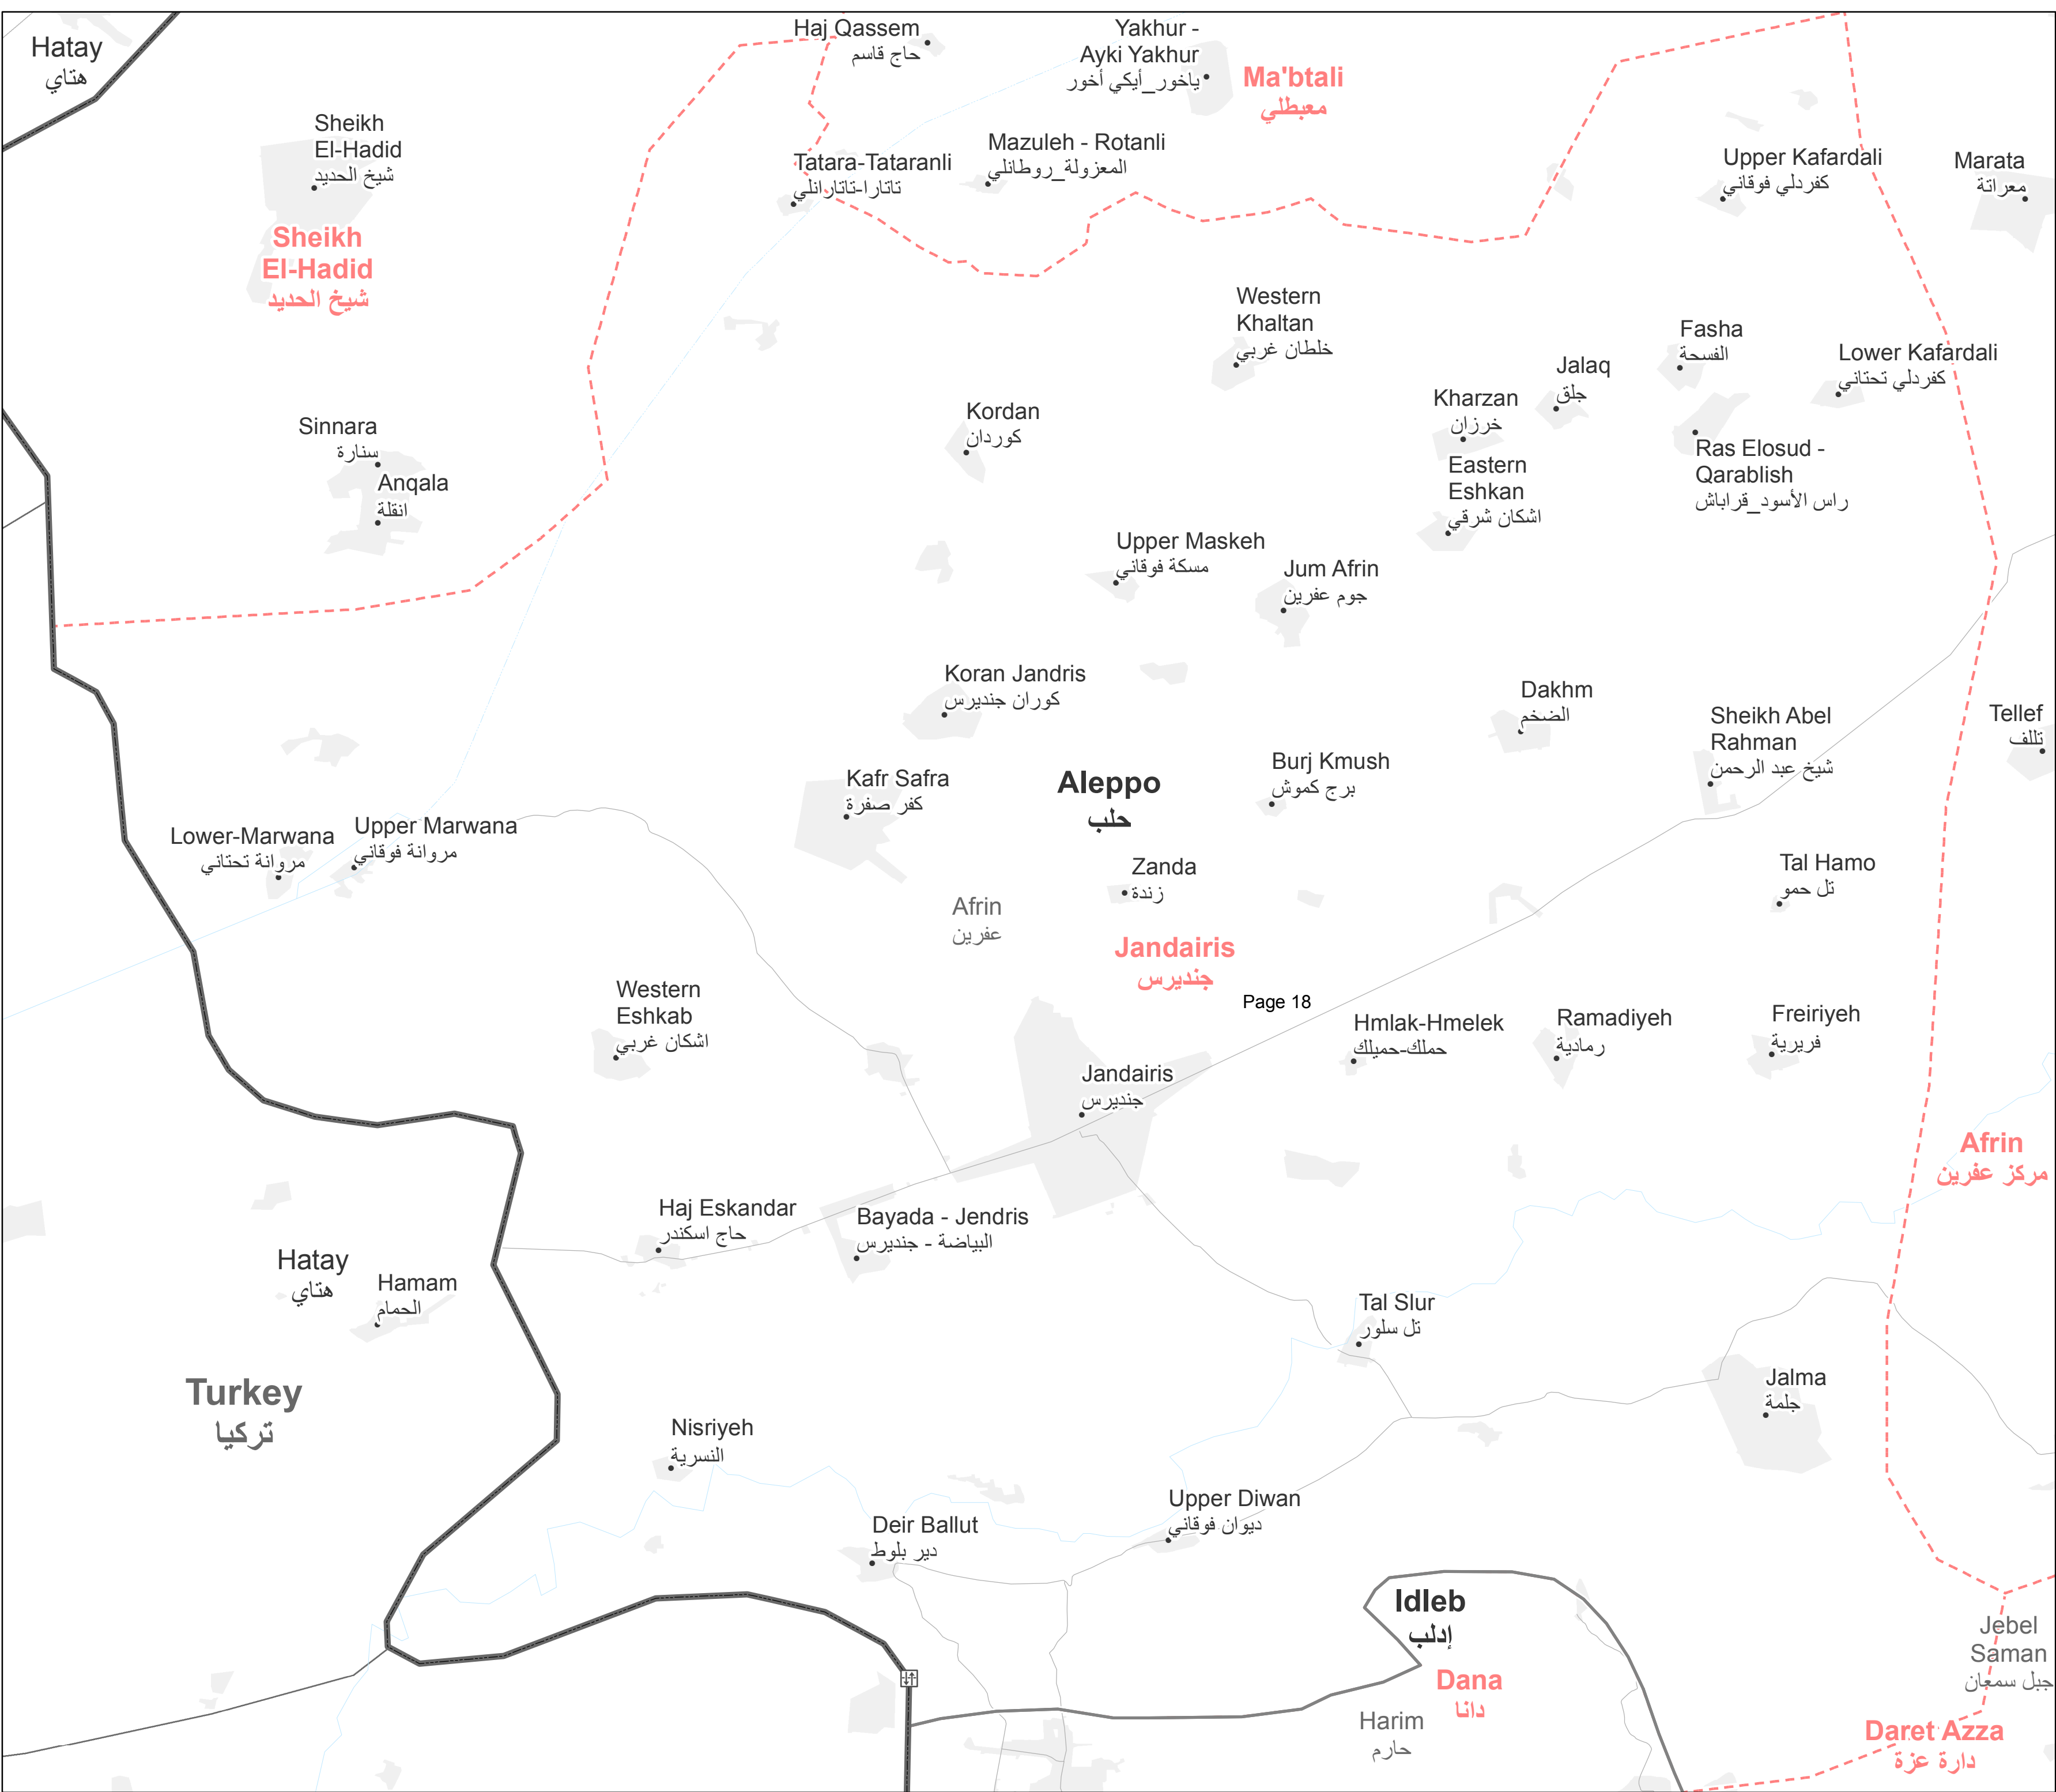 Hatay
هتاي
Haj Qassem
حاج قاسم
Yakhur -
Ayki Yakhur
ياخور_أيكي أخور
Ma'btali
معبطلي
Sheikh
El-Hadid
شيخ الحديد
Tatara-Tataranli
تاتارا-تاتارانلي
Mazuleh - Rotanli
المعزولة_روطانلي
Upper Kafardali
كفردلي فوقاني
Marata
معراتة
Sheikh
El-Hadid
شيخ الحديد
Western
Khaltan
خلطان غربي
Fasha
الفسحة
Lower Kafardali
كفردلي تحتاني
Jalaq
جلق
Kharzan
خرزان
Kordan
كوردان
Sinnara
سنارة
Anqala
انقلة
Ras Elosud -
Qarablish
راس الأسود_قراباش
Eastern
Eshkan
اشكان شرقي
Upper Maskeh
مسكة فوقاني
Jum Afrin
جوم عفرين
Koran Jandris
كوران جنديرس
Dakhm
الضخم
Sheikh Abel
Rahman
شيخ عبد الرحمن
Tellef
تللف
Kafr Safra
كفر صفرة
Aleppo
حلب
Burj Kmush
برج كموش
Lower-Marwana
مروانة تحتاني
Upper Marwana
مروانة فوقاني
Zanda
زندة
Tal Hamo
تل حمو
Afrin
عفرين
Jandairis
جنديرس
Page 18
Western
Eshkab
اشكان غربي
Hmlak-Hmelek
حملك-حميلك
Ramadiyeh
رمادية
Freiriyeh
فريرية
Jandairis
جنديرس
Afrin
مركز عفرين
Haj Eskandar
حاج اسكندر
Bayada - Jendris
البياضة - جنديرس
Hatay
هتاي
Hamam
الحمام
Tal Slur
تل سلور
Turkey
تركيا
Jalma
جلمة
Nisriyeh
النسرية
Upper Diwan
ديوان فوقاني
Deir Ballut
دير بلوط
Idleb
إدلب
Jebel
Saman
جبل سمعان
Dana
دانا
Harim
حارم
Daret Azza
دارة عزة